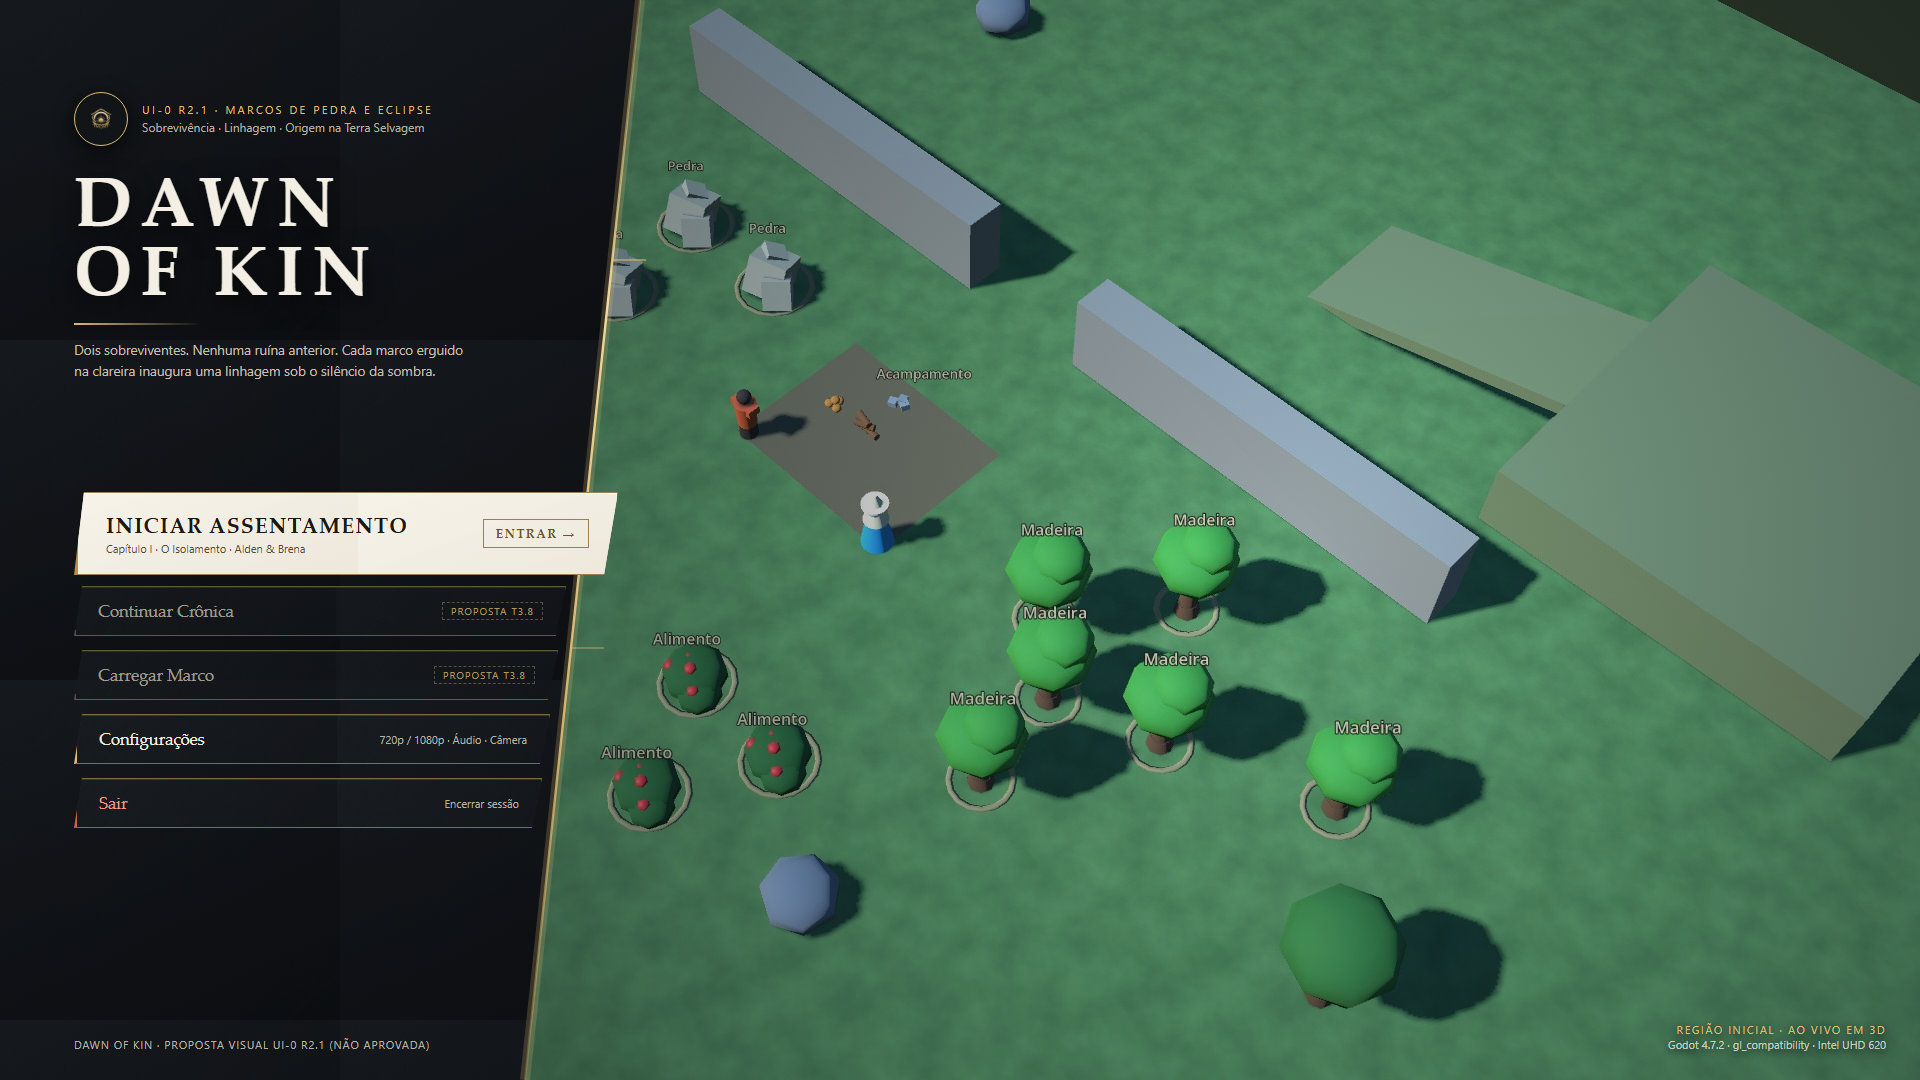 UI-0 R2.1 · MARCOS DE PEDRA E ECLIPSE
Sobrevivência · Linhagem · Origem na Terra Selvagem
DAWN
OF KIN
Dois sobreviventes. Nenhuma ruína anterior. Cada marco erguido
na clareira inaugura uma linhagem sob o silêncio da sombra.
INICIAR ASSENTAMENTO
Capítulo I · O Isolamento · Alden & Brena
ENTRAR →
Continuar Crônica
PROPOSTA T3.8
Carregar Marco
PROPOSTA T3.8
Configurações
720p / 1080p · Áudio · Câmera
Sair
Encerrar sessão
DAWN OF KIN · PROPOSTA VISUAL UI-0 R2.1 (NÃO APROVADA)
Pedra
Pedra
a
Acampamento
Madeira
Madeira
Madeira
Madeira
Madeira
Madeira
Alimento
Alimento
Alimento
REGIÃO INICIAL · AO VIVO EM 3D
Godot 4.7.2 · gl_compatibility · Intel UHD 620